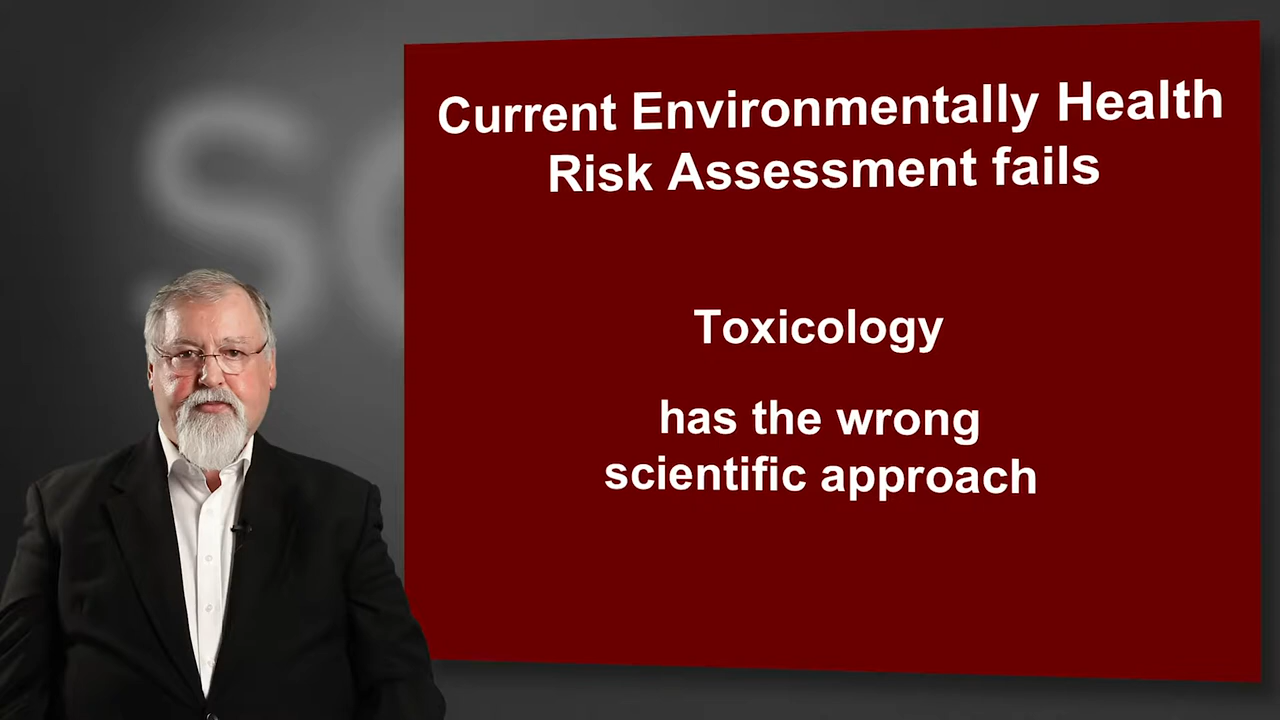 Current Environmentally Health
Risk Assessment fails
Toxicology
has the wrong
scientific approach